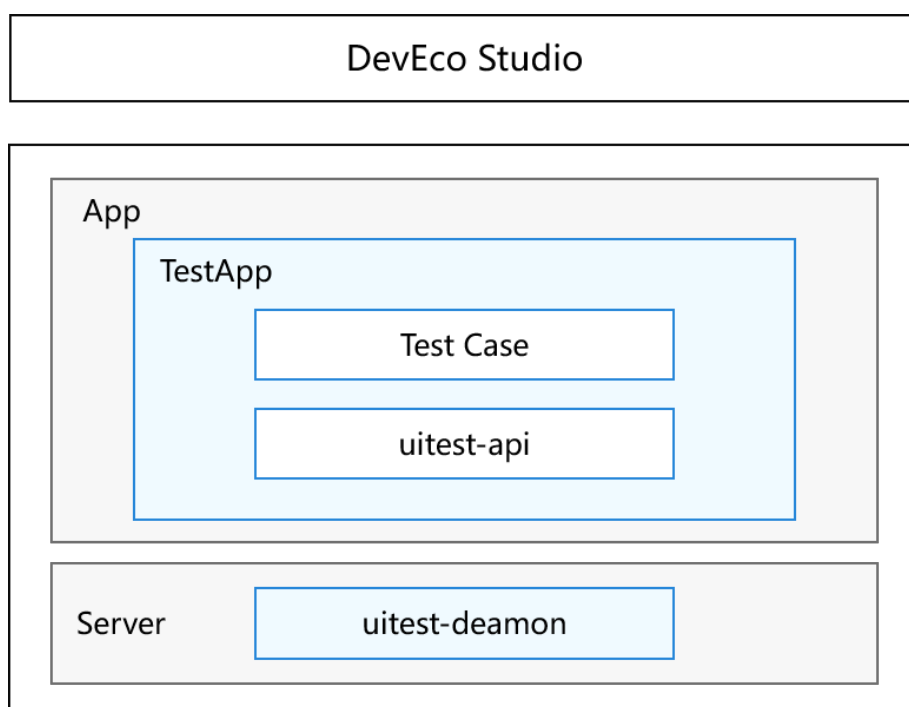 DevEco Studio
App
TestApp
Test Case
uitest-api
Server
uitest-deamon